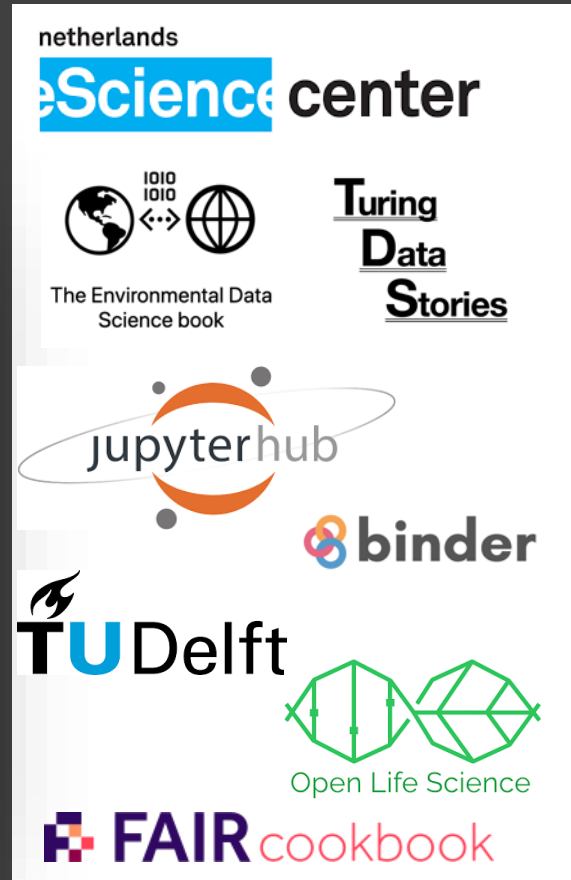 netherlands
eScience center
1010
1010
The Environmental Data
Science book
Turing
Data
Stories
jupyterhub
binder
TUDelft
Open Life Science
FAIR cookbook